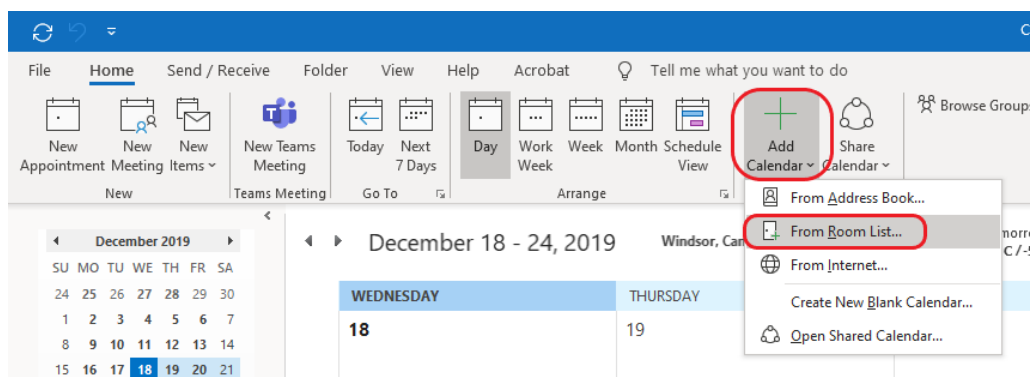 C
File Home Send / Receive Folder View Help Acrobat Tell me what you want to do
New Appointment
New Meeting
New Items
New
New Teams Meeting
Teams Meeting
Today
Next 7 Days
Go To
Day
Work Week
Week
Month
Schedule View
Arrange
Add Calendar
Share Calendar
Browse Groups
From Address Book...
From Room List...
From Internet...
Create New Blank Calendar...
Open Shared Calendar...
December 2019
SU MO TU WE TH FR SA
24 25 26 27 28 29 30
1 2 3 4 5 6 7
8 9 10 11 12 13 14
15 16 17 18 19 20 21
December 18 - 24, 2019
Windsor, Can
morro
C/-5
WEDNESDAY THURSDAY
18 19